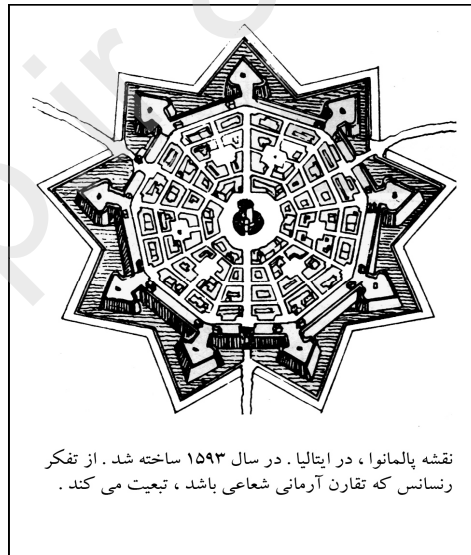 نقشه پالمانوا ، در ایتالیا . در سال ۱۵۹۳ ساخته شد . از تفکر
رنسانس که تقارن آرمانی شعاعی باشد ، تبعیت می کند .